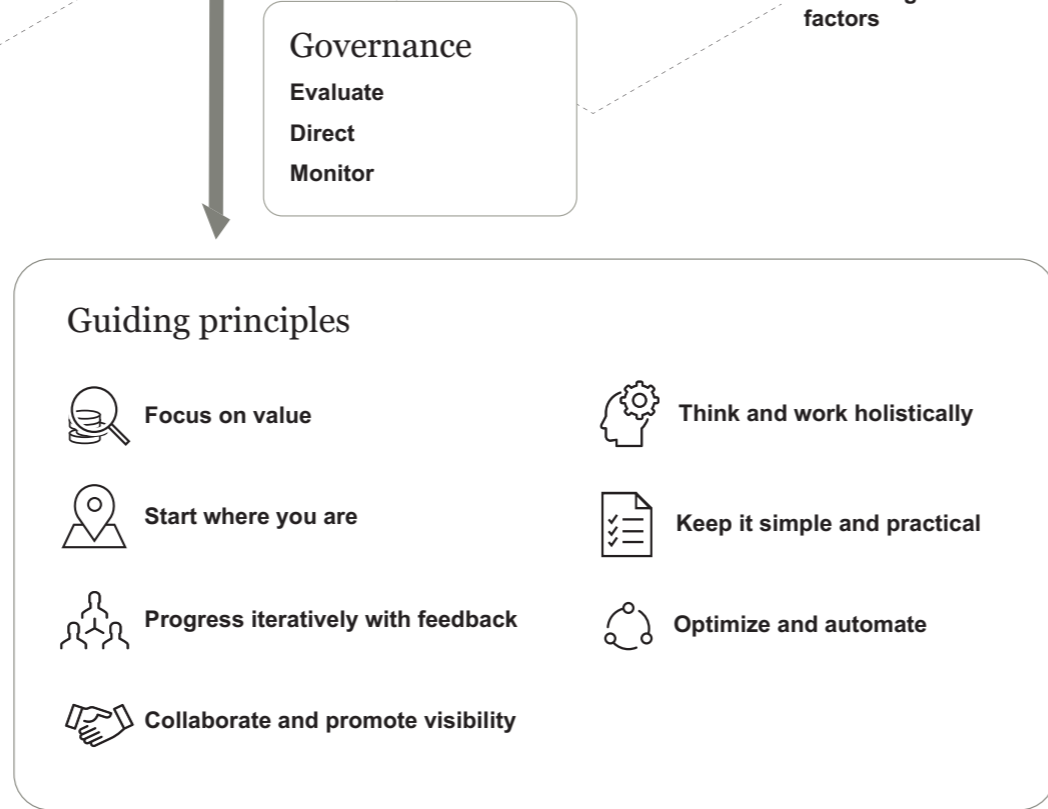 factors
Governance
Evaluate
Direct
Monitor
Guiding principles
Focus on value
Start where you are
Progress iteratively with feedback
Collaborate and promote visibility
Think and work holistically
Keep it simple and practical
Optimize and automate